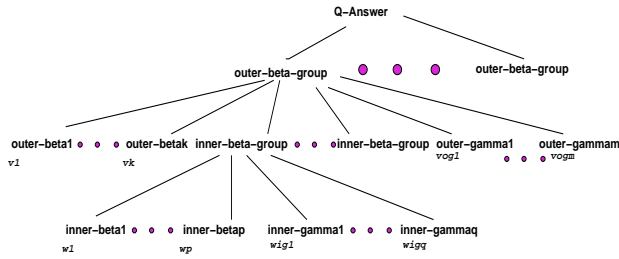 Q-Answer
outer-beta-group outer-beta-group
outer-beta1 outer-betak inner-beta-group inner-beta-group outer-gamma1 outer-gammam
v1 vk vog1 vogm
inner-beta1 inner-betap inner-gamma1 inner-gammaq
w1 wp wig1 wigq